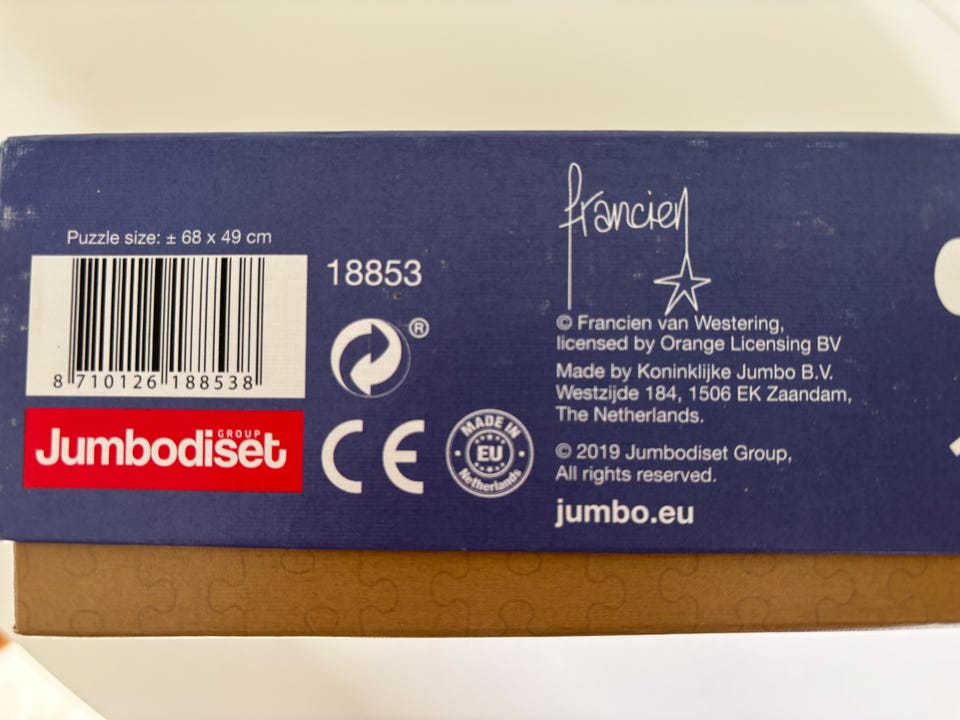 Puzzle size: ± 68 x 49 cm
8 710126 188538
18853
®
Jumbodiset
GROUP
CE
MADE IN
EU
Netherlands
francien
© Francien van Westering,
licensed by Orange Licensing BV
Made by Koninklijke Jumbo B.V.
Westzijde 184, 1506 EK Zaandam,
The Netherlands.
© 2019 Jumbodiset Group,
All rights reserved.
jumbo.eu